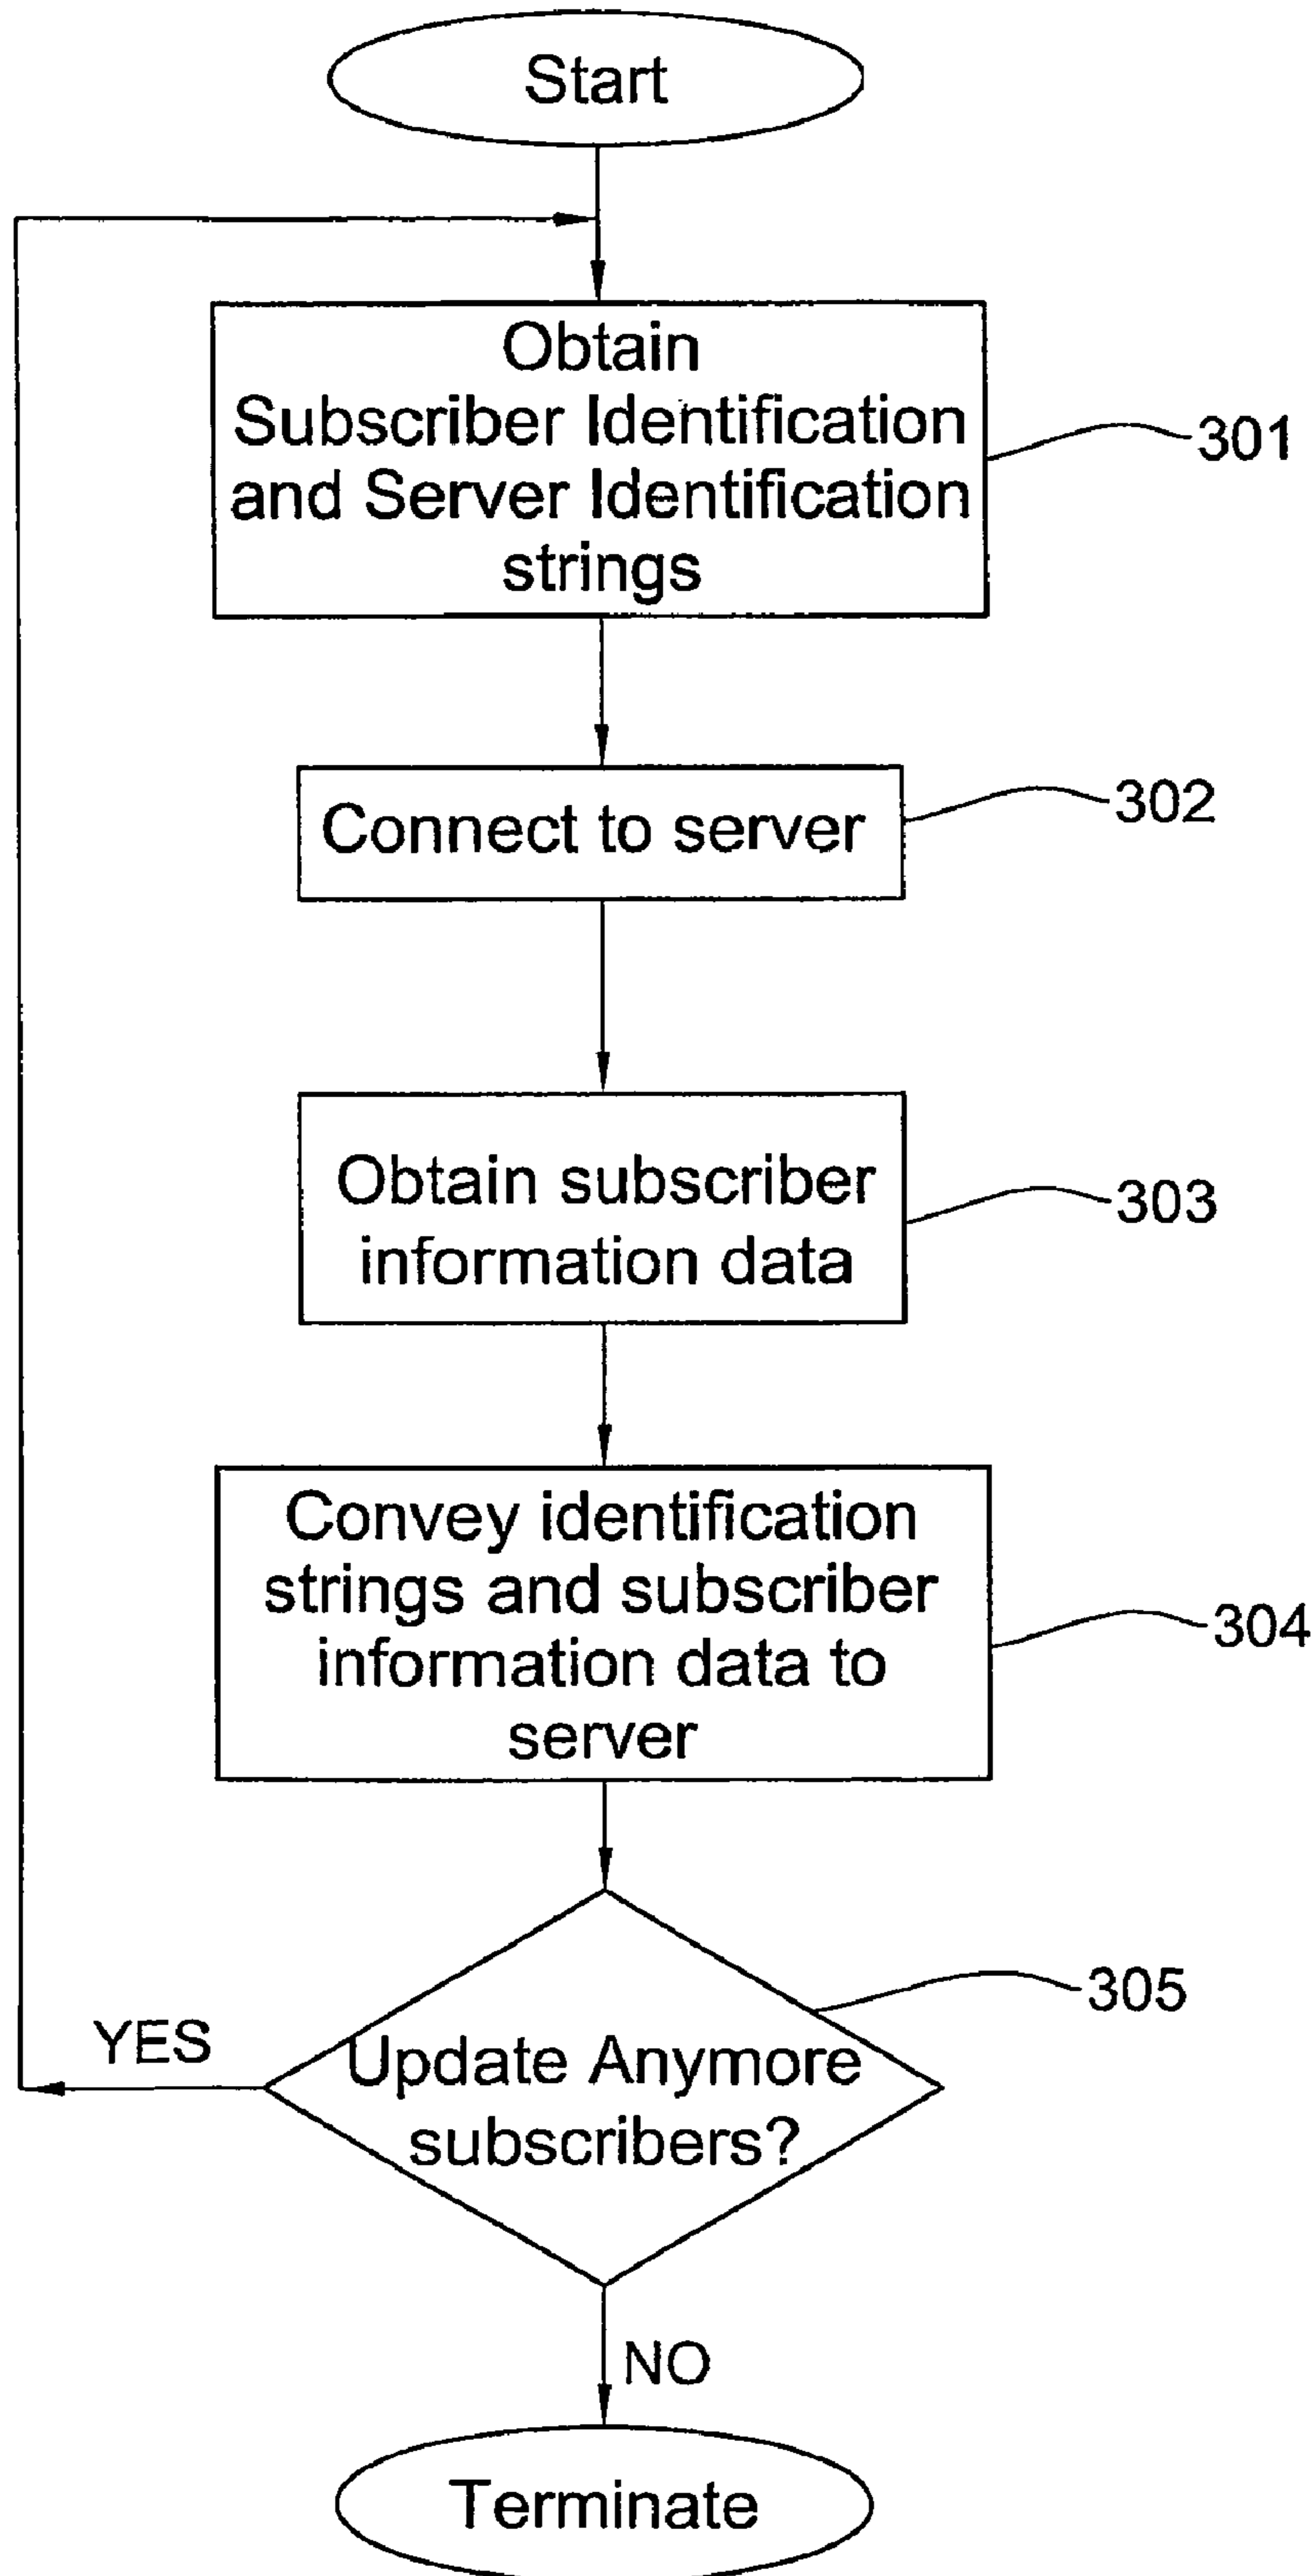 Start
Obtain
Subscriber Identification
and Server Identification
strings
301
Connect to server
302
Obtain subscriber
information data
303
Convey identification
strings and subscriber
information data to
server
304
305
YES
Update Anymore
subscribers?
NO
Terminate